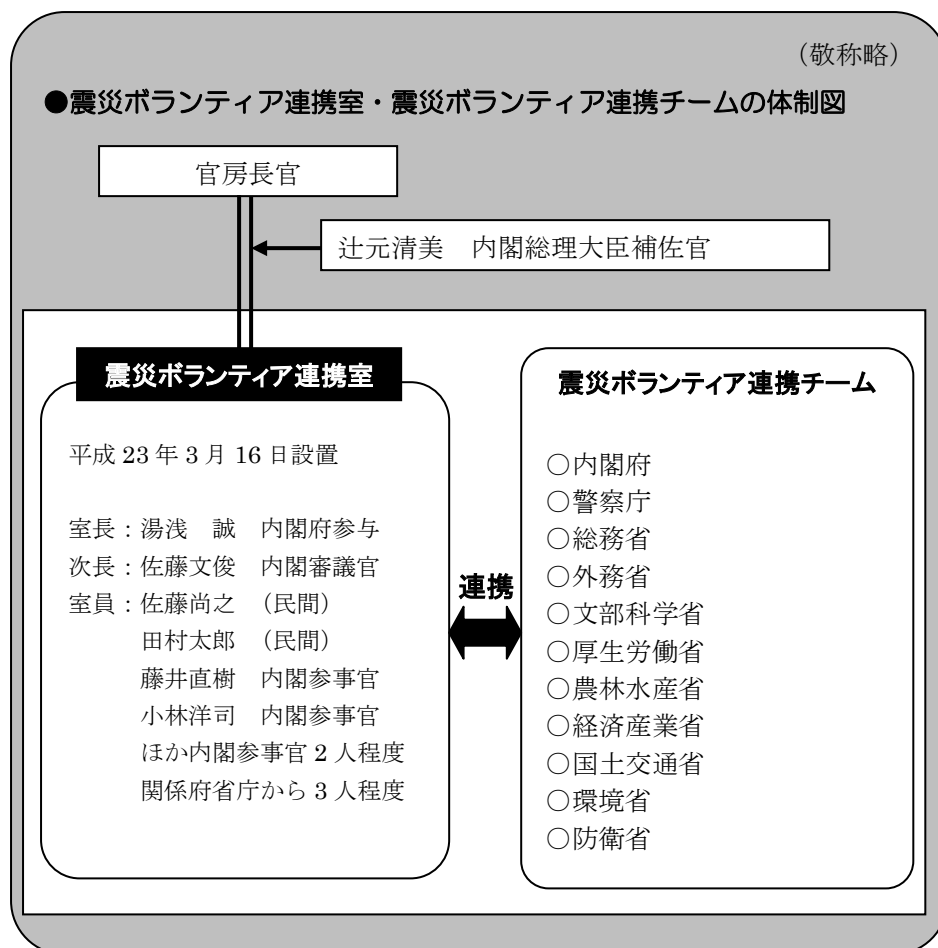 （敬称略）
●震災ボランティア連携室・震災ボランティア連携チームの体制図
官房長官
辻元清美　内閣総理大臣補佐官
震災ボランティア連携室
平成 23 年 3 月 16 日設置
室長：湯浅　誠　内閣府参与
次長：佐藤文俊　内閣審議官
室員：佐藤尚之　（民間）
田村太郎　（民間）
藤井直樹　内閣参事官
小林洋司　内閣参事官
ほか内閣参事官 2 人程度
関係府省庁から 3 人程度
連携
震災ボランティア連携チーム
○内閣府
○警察庁
○総務省
○外務省
○文部科学省
○厚生労働省
○農林水産省
○経済産業省
○国土交通省
○環境省
○防衛省